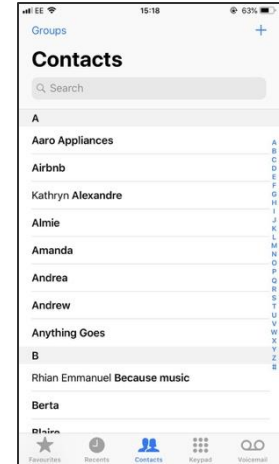 EE 15:18 63%
Groups +
Contacts
Search
A
Aaro Appliances
Airbnb
Kathryn Alexandre
Almie
Amanda
Andrea
Andrew
Anything Goes
B
Rhian Emmanuel Because music
Berta
Blaire
A
B
C
D
E
F
G
H
I
J
K
L
M
N
O
P
Q
R
S
T
U
V
W
X
Y
Z
#
Favourites Recents Contacts Keypad Voicemail